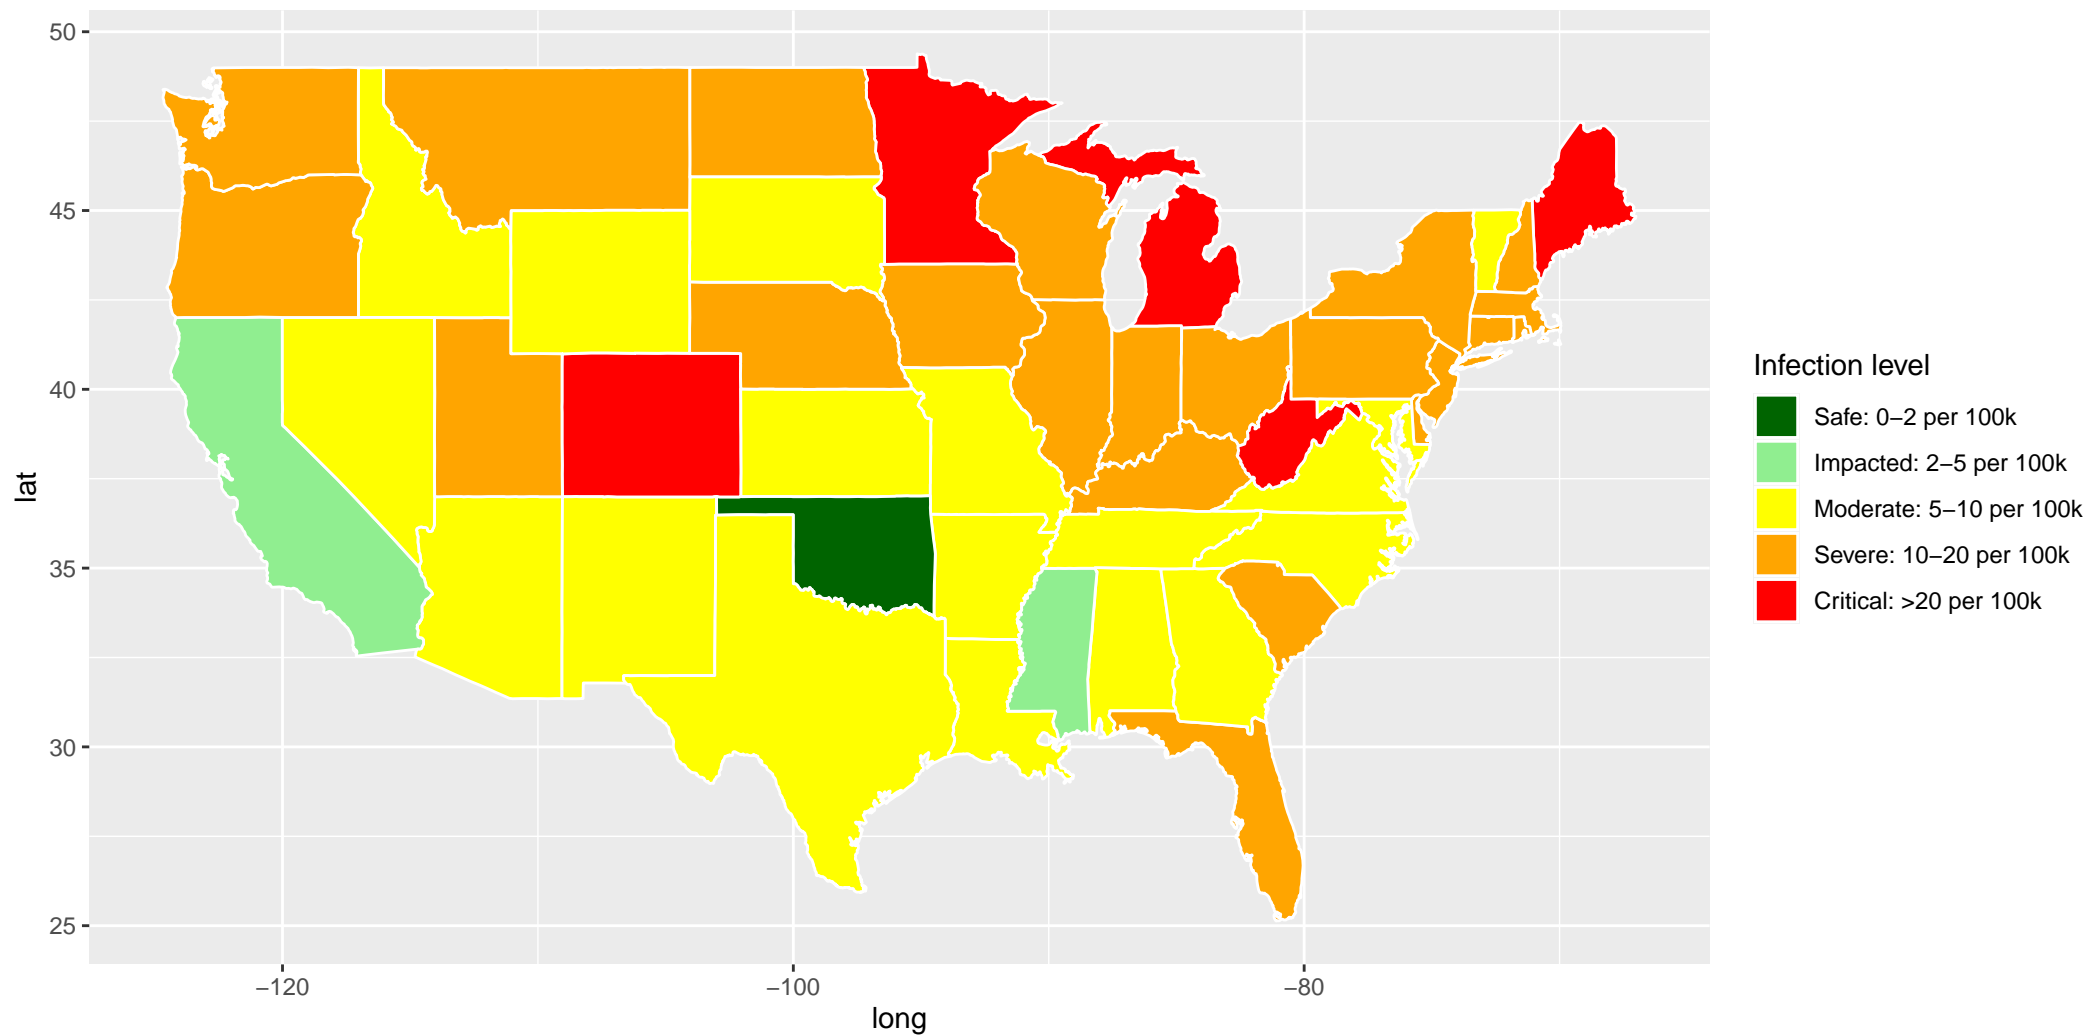 50
45
40
35
30
25
lat
−120
−100
−80
long
Infection level
Safe: 0−2 per 100k
Impacted: 2−5 per 100k
Moderate: 5−10 per 100k
Severe: 10−20 per 100k
Critical: >20 per 100k